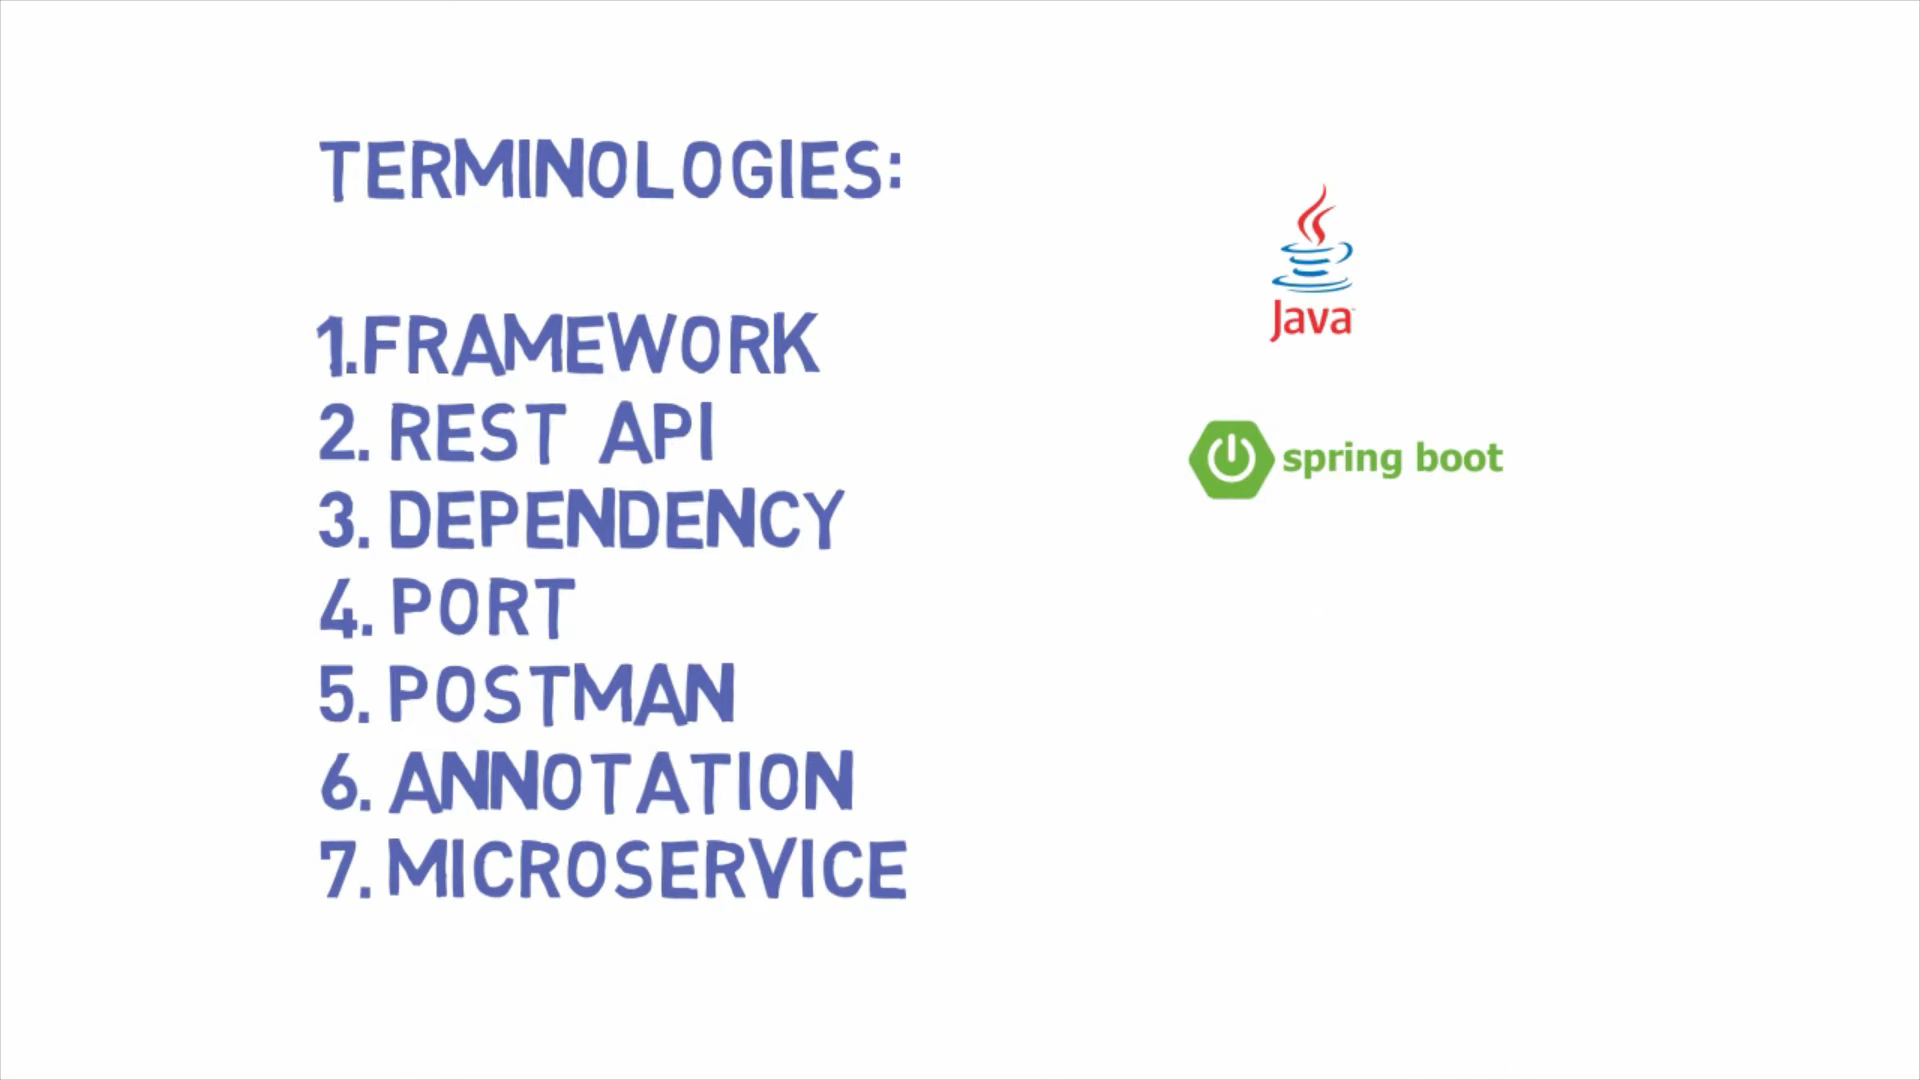 TERMINOLOGIES:
1.FRAMEWORK
2. REST API
3. DEPENDENCY
4. PORT
5. POSTMAN
6. ANNOTATION
7. MICROSERVICE
Java
spring boot